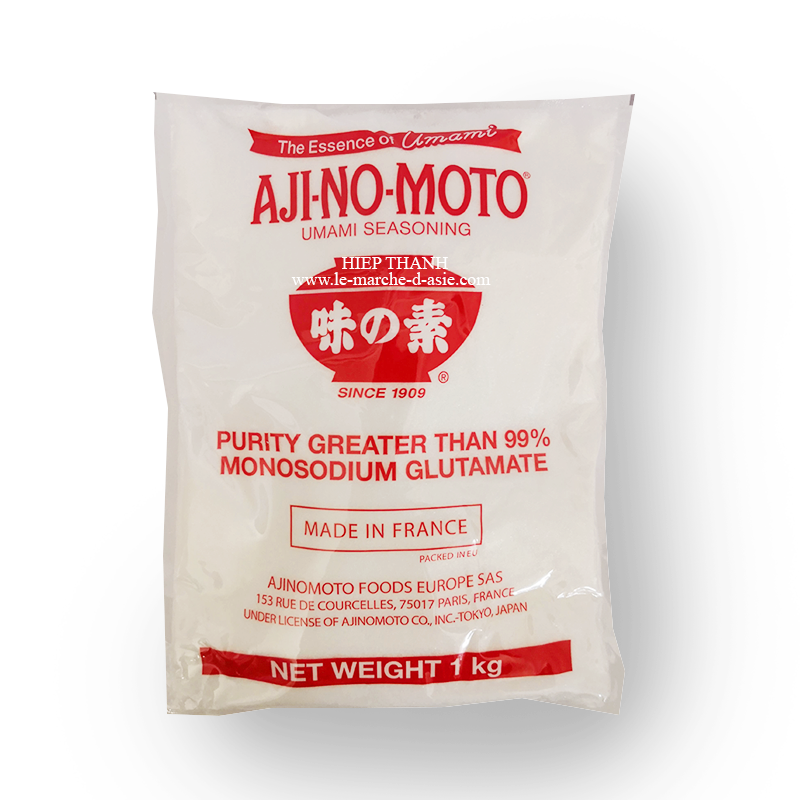 The Essence of Umami
AJI-NO-MOTO®
UMAMI SEASONING
HIEP THANH
www.le-marche-d-asie.com
味の素
®
SINCE 1909
PURITY GREATER THAN 99%
MONOSODIUM GLUTAMATE
MADE IN FRANCE
PACKED IN EU
AJINOMOTO FOODS EUROPE SAS
153 RUE DE COURCELLES, 75017 PARIS, FRANCE
UNDER LICENSE OF AJINOMOTO CO., INC.-TOKYO, JAPAN
NET WEIGHT 1 kg